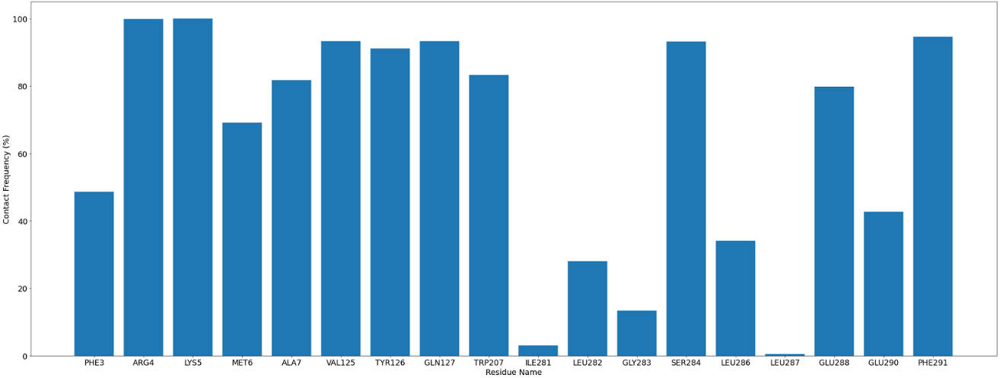 Contact Frequency (%)
100
80
60
40
20
0
PHE3 ARG4 LYS5 MET6 ALA7 VAL125 TYR126 GLN127 TRP207 ILE281 LEU282 GLY283 SER284 LEU286 LEU287 GLU288 GLU290 PHE291
Residue Name